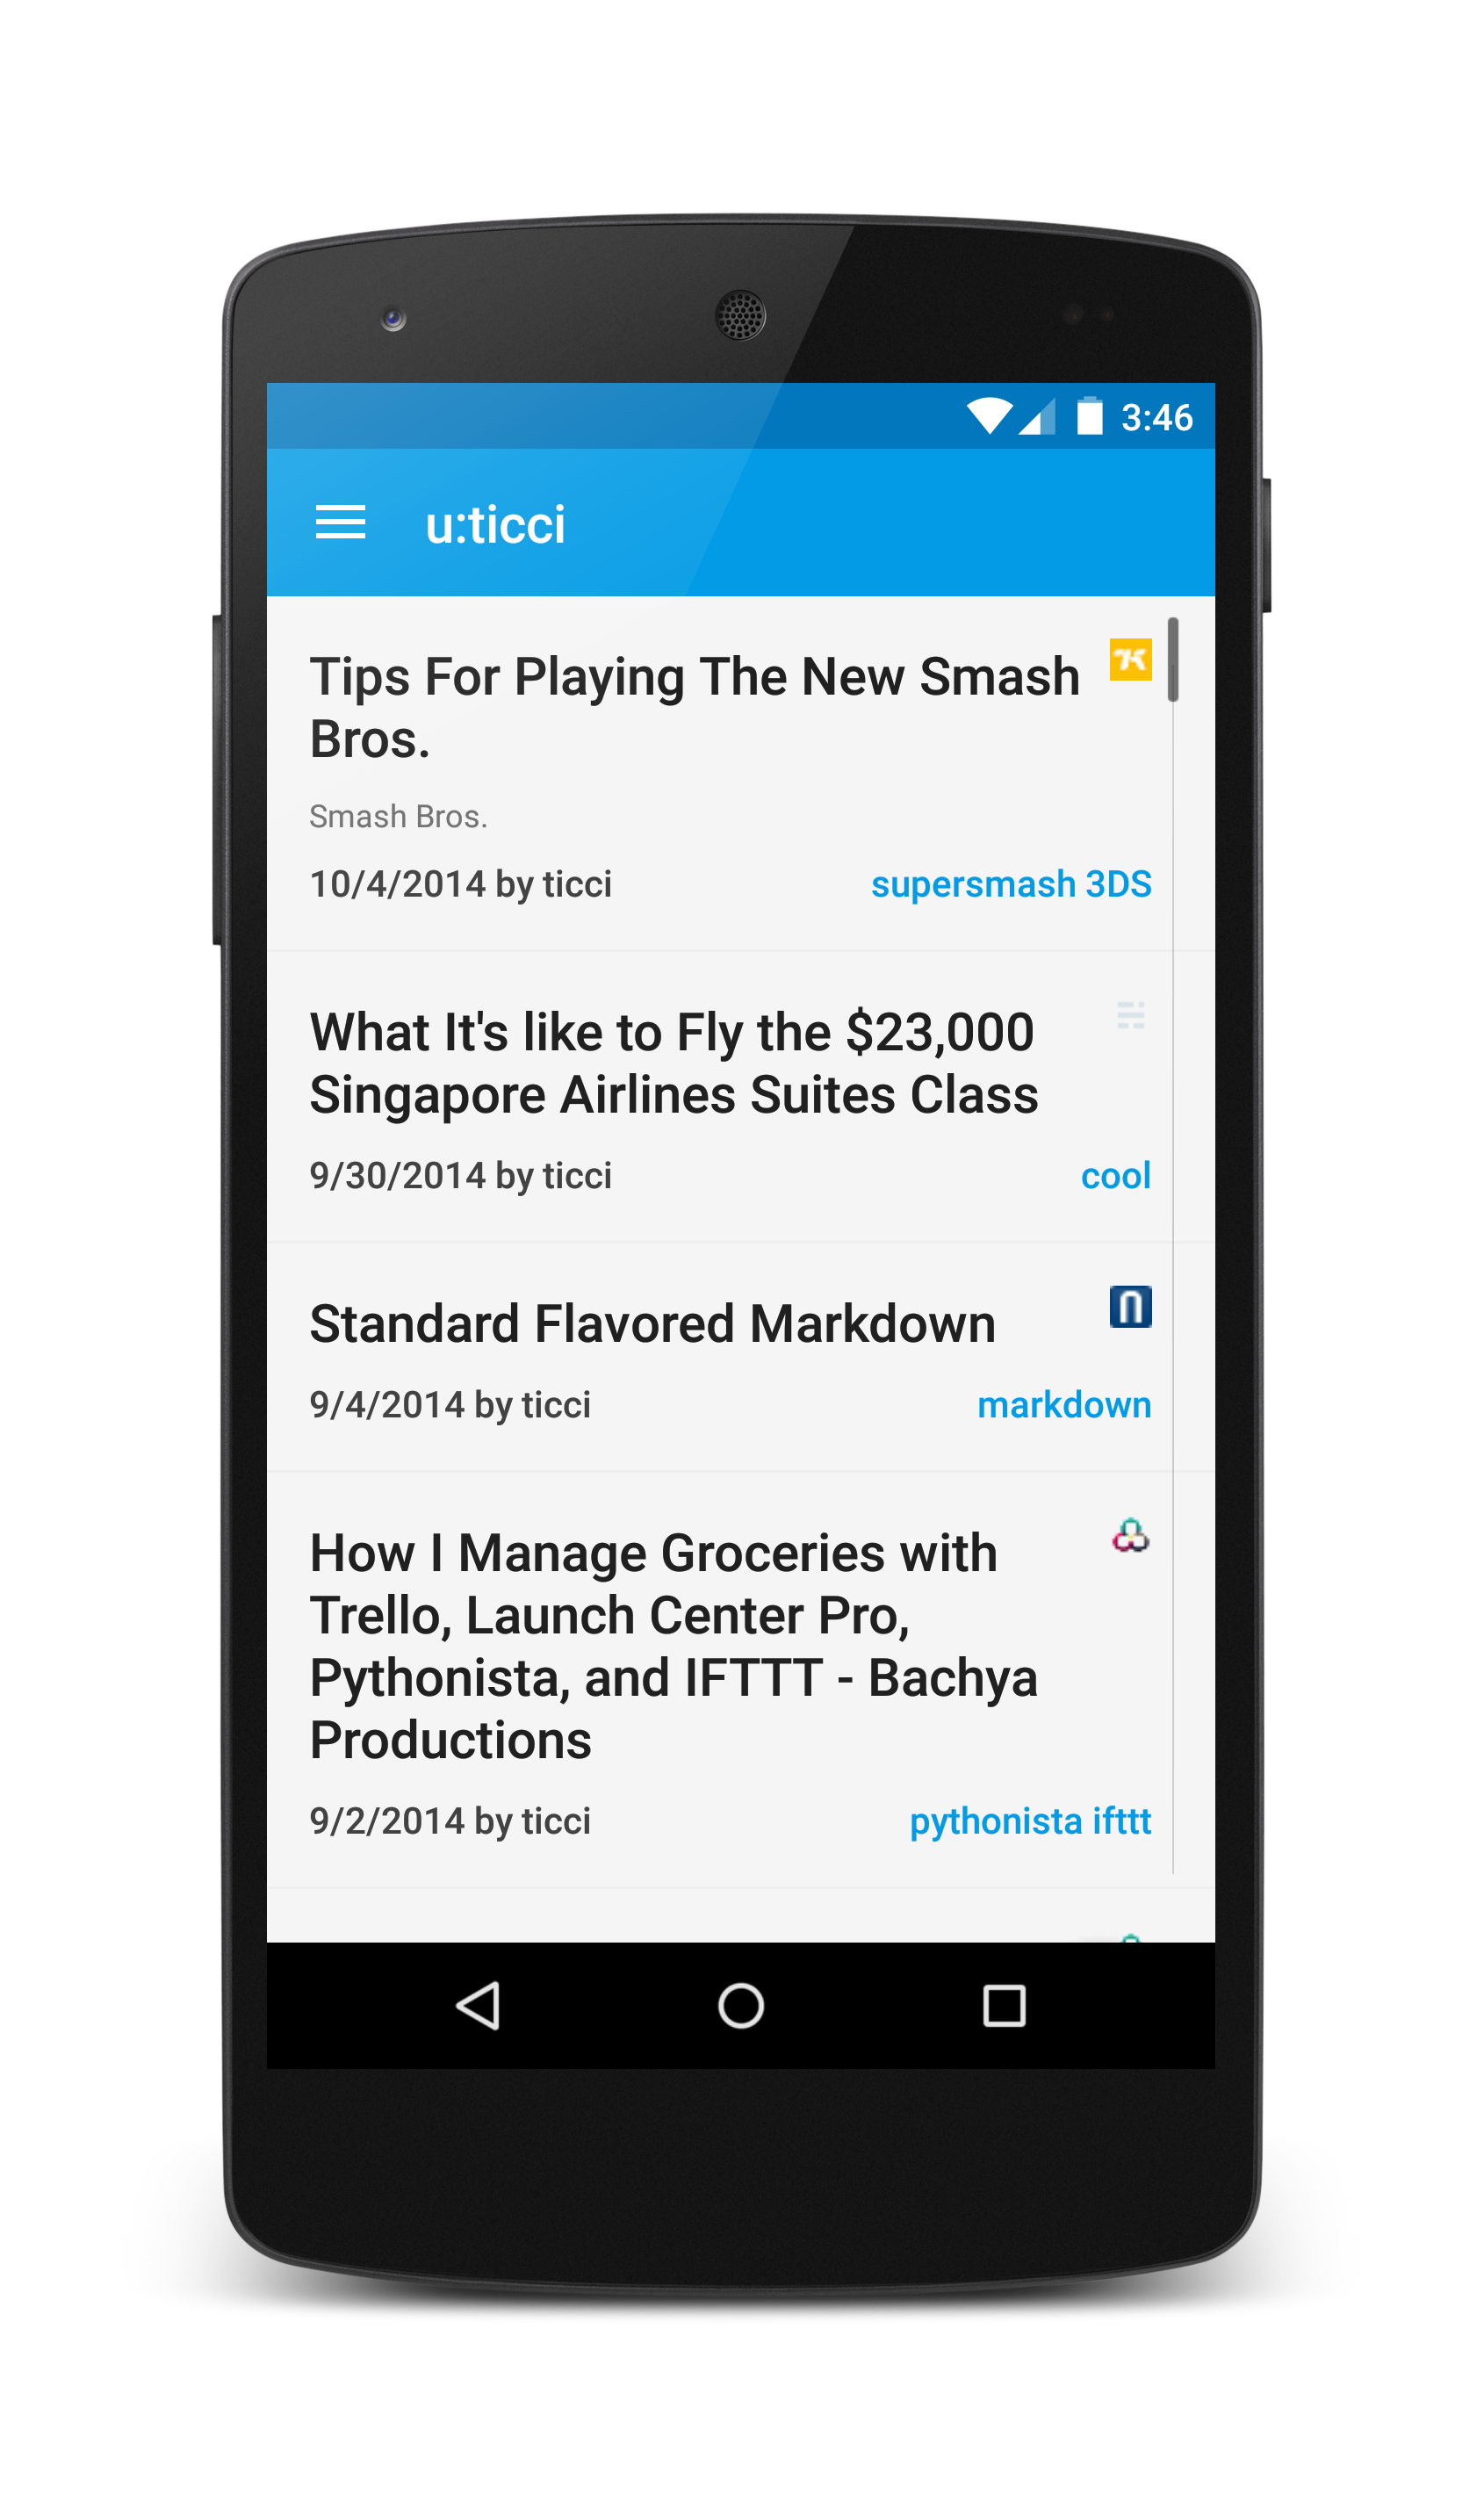 3:46
u:ticci
Tips For Playing The New Smash
Bros.
Smash Bros.
10/4/2014 by ticci
supersmash 3DS
What It's like to Fly the $23,000
Singapore Airlines Suites Class
9/30/2014 by ticci
cool
Standard Flavored Markdown
9/4/2014 by ticci
markdown
How I Manage Groceries with
Trello, Launch Center Pro,
Pythonista, and IFTTT - Bachya
Productions
9/2/2014 by ticci
pythonista ifttt